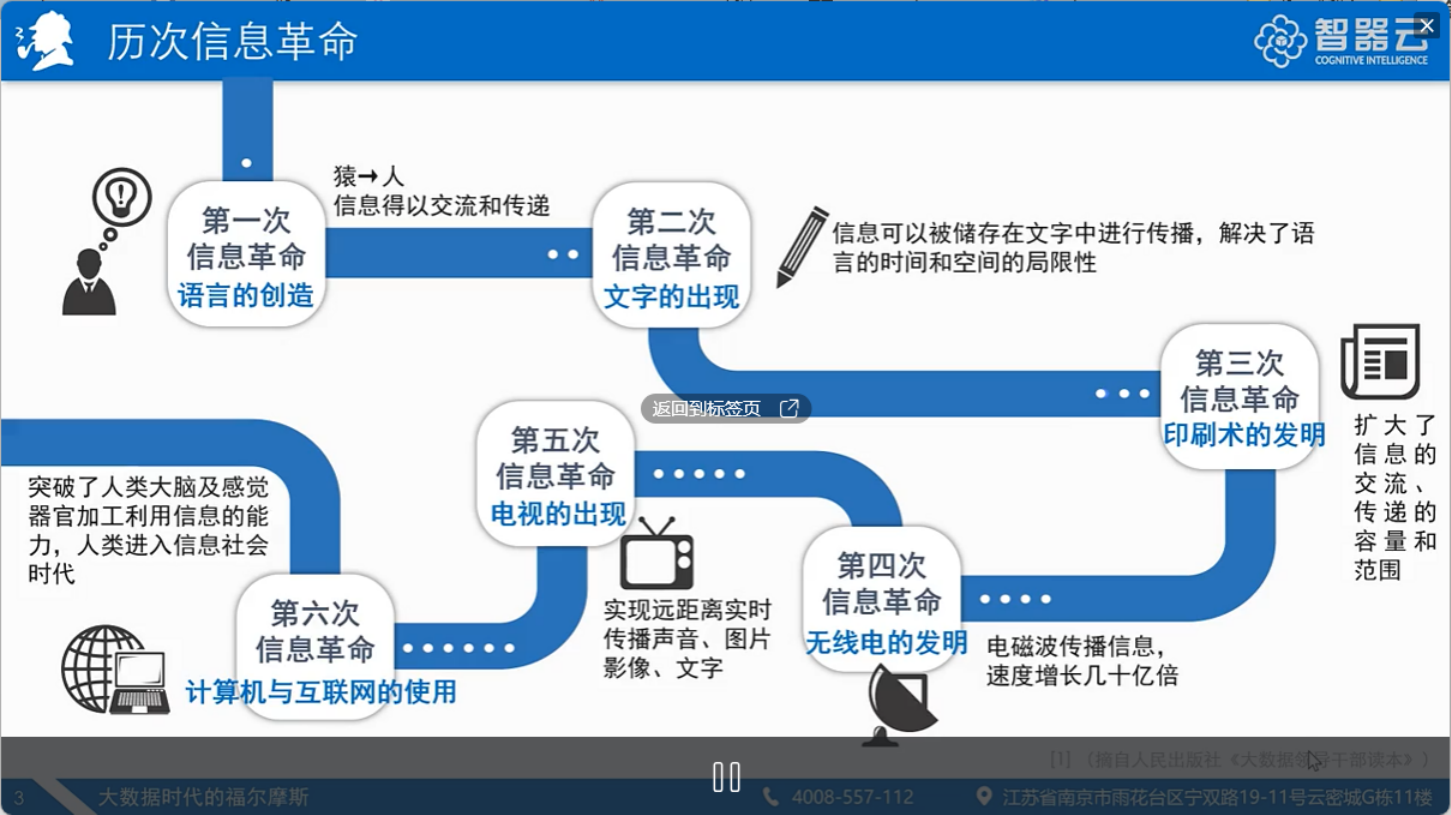 历次信息革命
智器云
COGNITIVE INTELLIGENCE
猿→人
信息得以交流和传递
第一次
信息革命
语言的创造
第二次
信息革命
文字的出现
信息可以被储存在文字中进行传播，解决了语
言的时间和空间的局限性
第三次
信息革命
印刷术的发明
扩大了
信息的
交流、
传递的
容量和
范围
返回到标签页
第四次
信息革命
无线电的发明
电磁波传播信息，
速度增长几十亿倍
第五次
信息革命
电视的出现
实现远距离实时
传播声音、图片
影像、文字
第六次
信息革命
计算机与互联网的使用
突破了人类大脑及感觉
器官加工利用信息的能
力，人类进入信息社会
时代
[1] （摘自人民出版社《大数据领导干部读本》）
3
大数据时代的福尔摩斯
4008-557-112
江苏省南京市雨花台区宁双路19-11号云密城G栋11楼